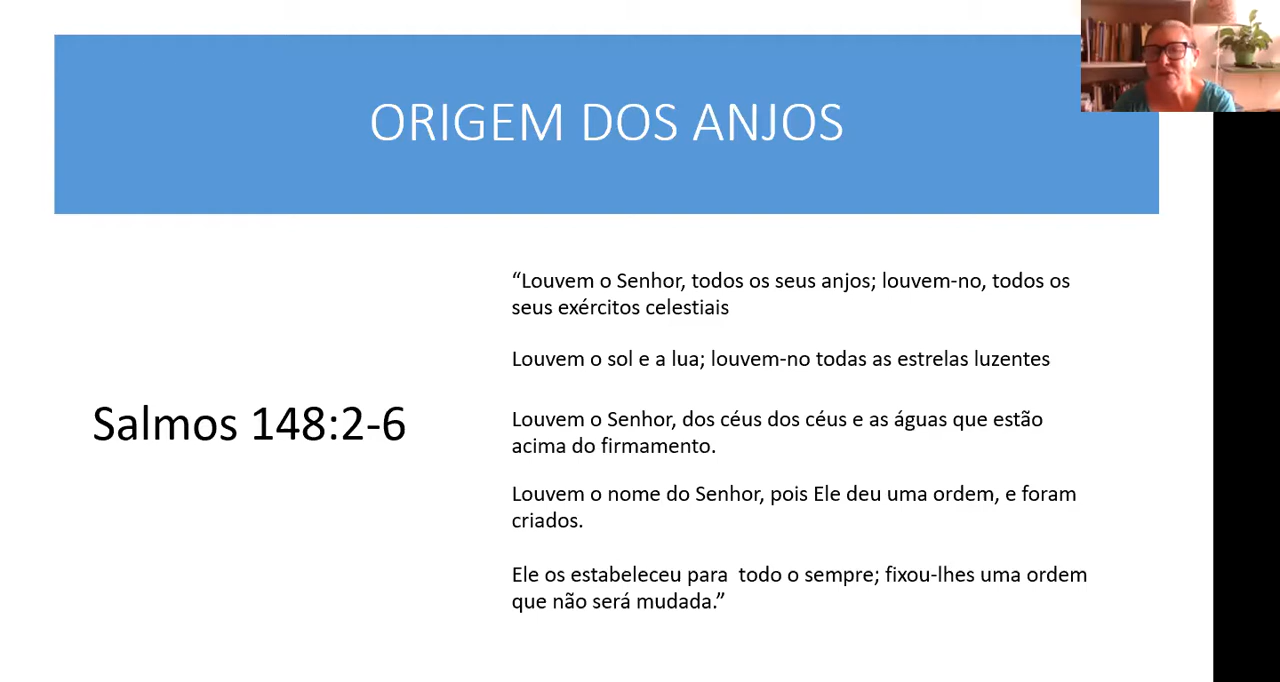 ORIGEM DOS ANJOS
Salmos 148:2-6
“Louvem o Senhor, todos os seus anjos; louvem-no, todos os
seus exércitos celestiais
Louvem o sol e a lua; louvem-no todas as estrelas luzentes
Louvem o Senhor, dos céus dos céus e as águas que estão
acima do firmamento.
Louvem o nome do Senhor, pois Ele deu uma ordem, e foram
criados.
Ele os estabeleceu para  todo o sempre; fixou-lhes uma ordem
que não será mudada.”